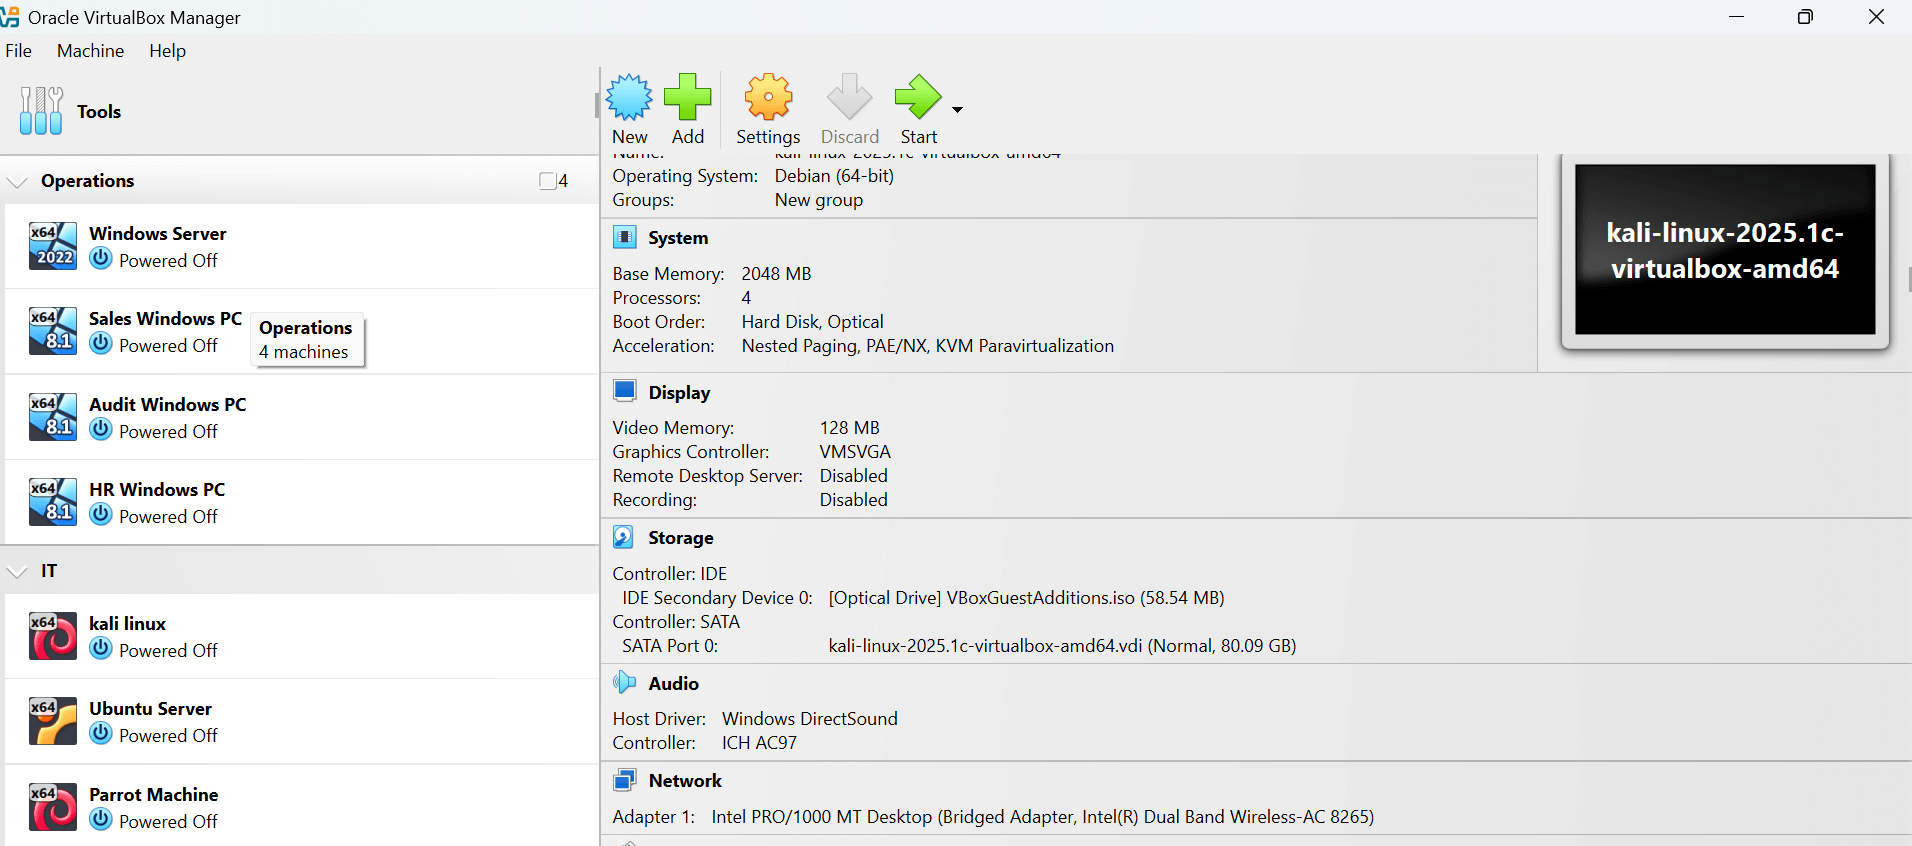 Oracle VirtualBox Manager
File Machine Help
Tools
New Add Settings Discard Start
Operations 4
x64 2022 Windows Server
Powered Off
x64 8.1 Sales Windows PC
Powered Off
Operations
4 machines
x64 8.1 Audit Windows PC
Powered Off
x64 8.1 HR Windows PC
Powered Off
IT
x64 kali linux
Powered Off
x64 Ubuntu Server
Powered Off
x64 Parrot Machine
Powered Off
Name: kali-linux-2025.1c-virtualbox-amd64
Operating System: Debian (64-bit)
Groups: New group
System
Base Memory: 2048 MB
Processors: 4
Boot Order: Hard Disk, Optical
Acceleration: Nested Paging, PAE/NX, KVM Paravirtualization
kali-linux-2025.1c-
virtualbox-amd64
Display
Video Memory: 128 MB
Graphics Controller: VMSVGA
Remote Desktop Server: Disabled
Recording: Disabled
Storage
Controller: IDE
IDE Secondary Device 0: [Optical Drive] VBoxGuestAdditions.iso (58.54 MB)
Controller: SATA
SATA Port 0: kali-linux-2025.1c-virtualbox-amd64.vdi (Normal, 80.09 GB)
Audio
Host Driver: Windows DirectSound
Controller: ICH AC97
Network
Adapter 1: Intel PRO/1000 MT Desktop (Bridged Adapter, Intel(R) Dual Band Wireless-AC 8265)